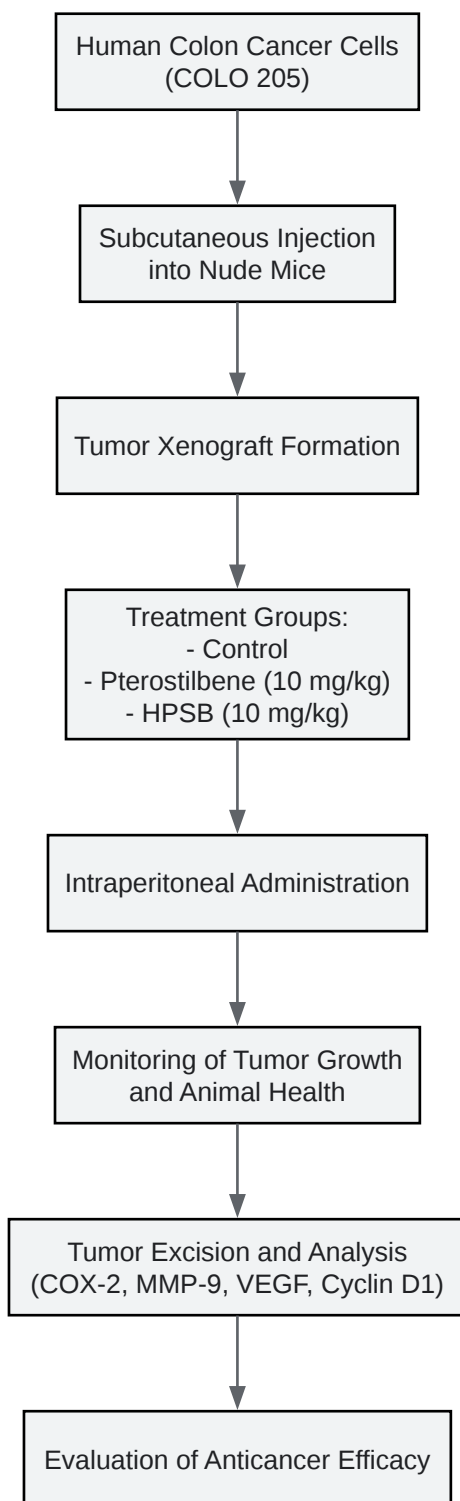 Human Colon Cancer Cells
(COLO 205)
Subcutaneous Injection
into Nude Mice
Tumor Xenograft Formation
Treatment Groups:
- Control
- Pterostilbene (10 mg/kg)
- HPSB (10 mg/kg)
Intraperitoneal Administration
Monitoring of Tumor Growth
and Animal Health
Tumor Excision and Analysis
(COX-2, MMP-9, VEGF, Cyclin D1)
Evaluation of Anticancer Efficacy